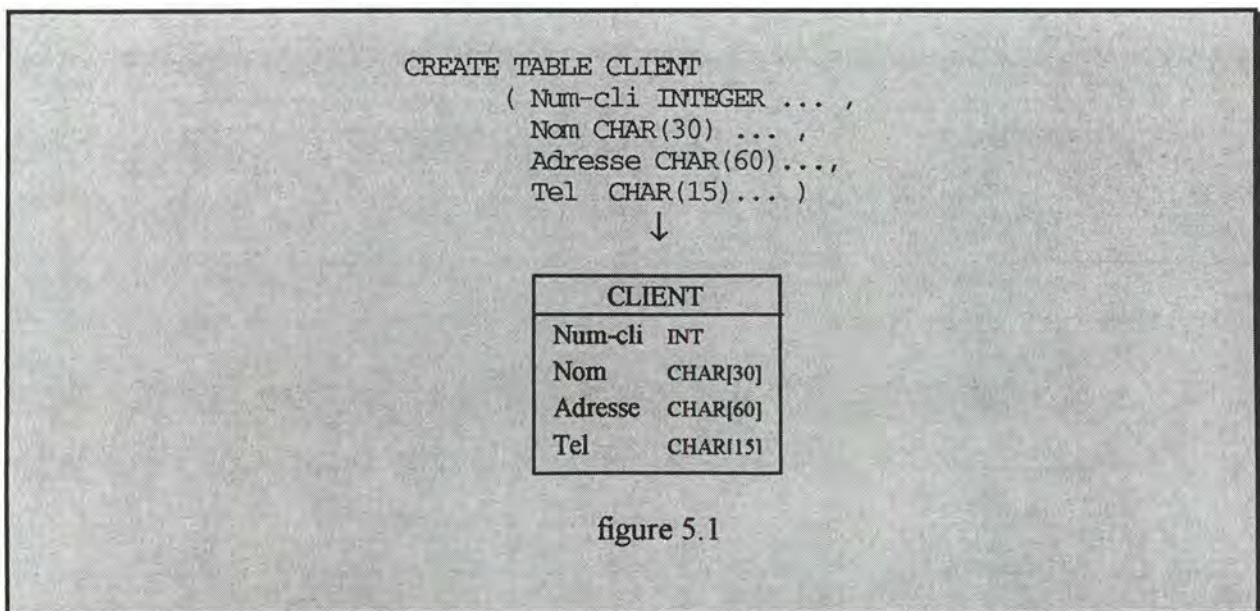 CREATE TABLE CLIENT
( Num-cli INTEGER ... ,
Nom CHAR(30) ... ,
Adresse CHAR(60)...,
Tel CHAR(15)... )
↓
CLIENT
Num-cli INT
Nom CHAR[30]
Adresse CHAR[60]
Tel CHAR[15]
figure 5.1